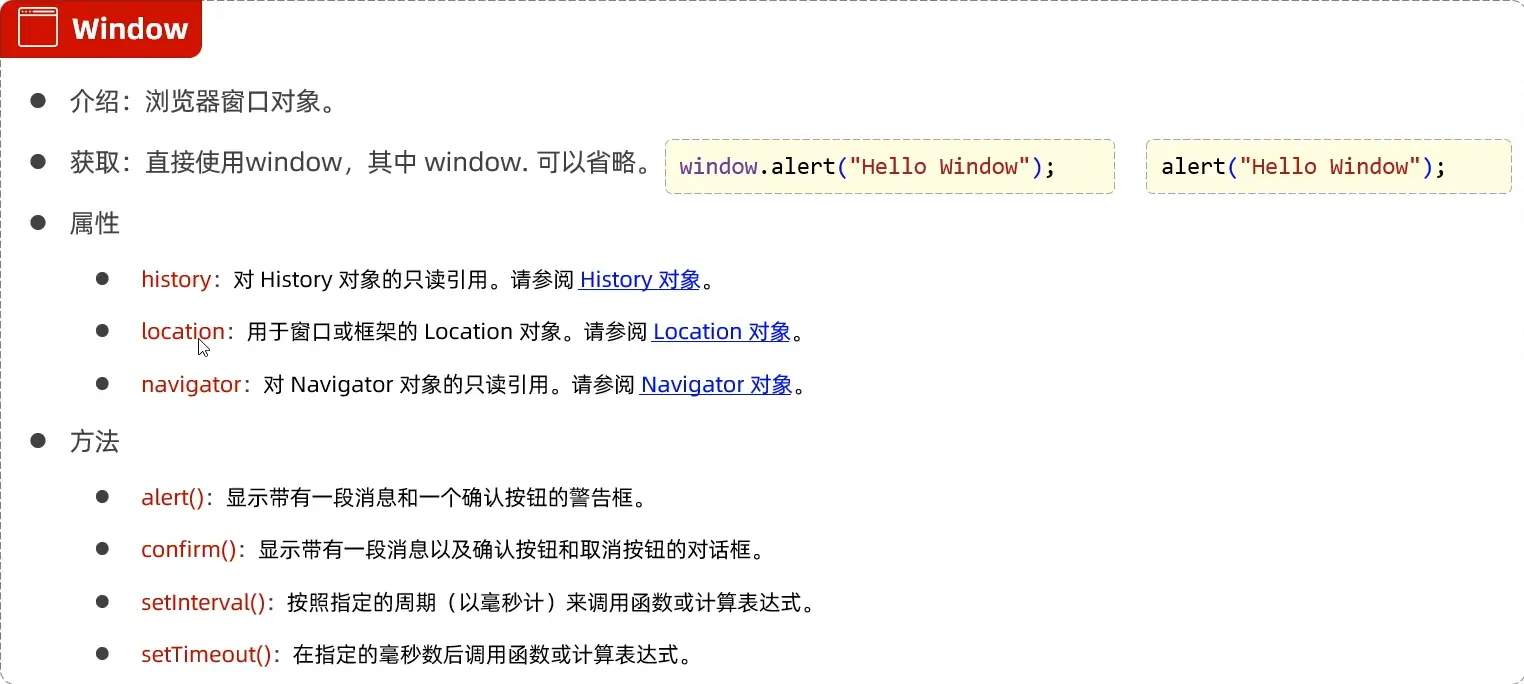 Window
介绍：浏览器窗口对象。
获取：直接使用window，其中 window. 可以省略。 window.alert("Hello Window"); alert("Hello Window");
属性
history：对 History 对象的只读引用。请参阅 History 对象。
location：用于窗口或框架的 Location 对象。请参阅 Location 对象。
navigator：对 Navigator 对象的只读引用。请参阅 Navigator 对象。
方法
alert()：显示带有一段消息和一个确认按钮的警告框。
confirm()：显示带有一段消息以及确认按钮和取消按钮的对话框。
setInterval()：按照指定的周期（以毫秒计）来调用函数或计算表达式。
setTimeout()：在指定的毫秒数后调用函数或计算表达式。